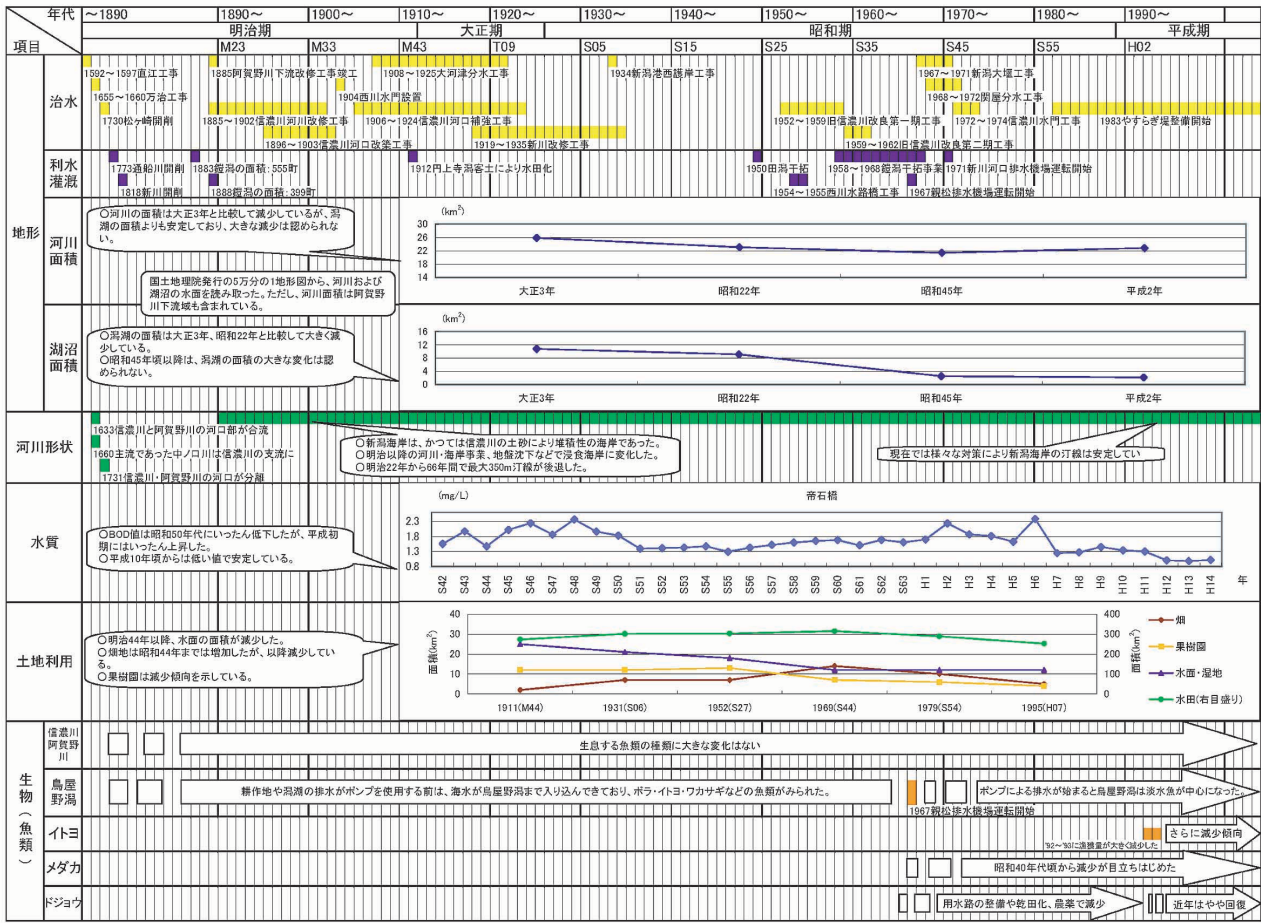 年代
項目
～1890
1890～
1900～
1910～
1920～
1930～
1940～
1950～
1960～
1970～
1980～
1990～
明治期
大正期
昭和期
平成期
M23
M33
M43
T09
S05
S15
S25
S35
S45
S55
H02
地形
治水
1592～1597直江工事
1885阿賀野川下流改修工事竣工
1908～1925大河津分水工事
1934新潟港西護岸工事
1967～1971新潟大堰工事
1655～1660万治工事
1904西川水門設置
1968～1972関屋分水工事
1730松ヶ崎開削
1885～1902信濃川河川改修工事
1906～1924信濃川河口補強工事
1952～1959旧信濃川改良第一期工事
1972～1974信濃川水門工事
1983やすらぎ堤整備開始
1896～1903信濃川河口改築工事
1919～1935新川改修工事
1959～1962旧信濃川改良第二期工事
利水
灌漑
1773通船川開削
1883鎧潟の面積:555町
1912円上寺潟客土により水田化
1950田潟干拓
1958～1968鎧潟干拓事業
1971新川河口排水機場運転開始
1818新川開削
1888鎧潟の面積:399町
1954～1955西川水路橋工事
1967親松排水機場運転開始
河川
面積
○河川の面積は大正3年と比較して減少しているが、潟
湖の面積よりも安定しており、大きな減少は認められな
い。
国土地理院発行の5万分の1地形図から、河川および
湖沼の水面を読み取った。ただし、河川面積は阿賀野
川下流域も含まれている。
(km²)
30
26
22
18
14
大正3年
昭和22年
昭和45年
平成2年
湖沼
面積
○潟湖の面積は大正3年、昭和22年と比較して大きく減
少している。
○昭和45年頃以降は、潟湖の面積の大きな変化は認
められない。
(km²)
16
12
8
4
0
大正3年
昭和22年
昭和45年
平成2年
河川形状
1633信濃川と阿賀野川の河口部が合流
1660主流であった中ノ口川は信濃川の支流に
1731信濃川・阿賀野川の河口が分離
○新潟海岸は、かつては信濃川の土砂により堆積性の海岸であった。
○明治以降の河川・海岸事業、地盤沈下などで浸食海岸に変化した。
○明治22年から66年間で最大350m汀線が後退した。
現在では様々な対策により新潟海岸の汀線は安定してい
水質
○BOD値は昭和50年代にいったん低下したが、平成初
期にはいったん上昇した。
○平成10年頃からは低い値で安定している。
(mg/L)
帝石橋
2.3
1.8
1.3
0.8
S42
S43
S44
S45
S46
S47
S48
S49
S50
S51
S52
S53
S54
S55
S56
S57
S58
S59
S60
S61
S62
S63
H1
H2
H3
H4
H5
H6
H7
H8
H9
H10
H11
H12
H13
H14
年
土地利用
○明治44年以降、水面の面積が減少した。
○畑地は昭和44年までは増加したが、以降減少してい
る。
○果樹園は減少傾向を示している。
面積(km²)
40
30
20
10
0
1911(M44)
1931(S06)
1952(S27)
1969(S44)
1979(S54)
1995(H07)
面積(km²)
400
300
200
100
0
畑
果樹園
水面・湿地
水田(右目盛り)
生物(魚類)
信濃川
阿賀野
川
生息する魚類の種類に大きな変化はない
鳥屋
野潟
耕作地や潟湖の排水がポンプを使用する前は、海水が鳥屋野潟まで入り込んできており、ボラ・イトヨ・ワカサギなどの魚類がみられた。
1967親松排水機場運転開始
ポンプによる排水が始まると鳥屋野潟は淡水魚が中心になった。
イトヨ
'92～'93に漁獲量が大きく減少した
さらに減少傾向
メダカ
昭和40年代頃から減少が目立ちはじめた
ドジョウ
用水路の整備や乾田化、農薬で減少
近年はやや回復